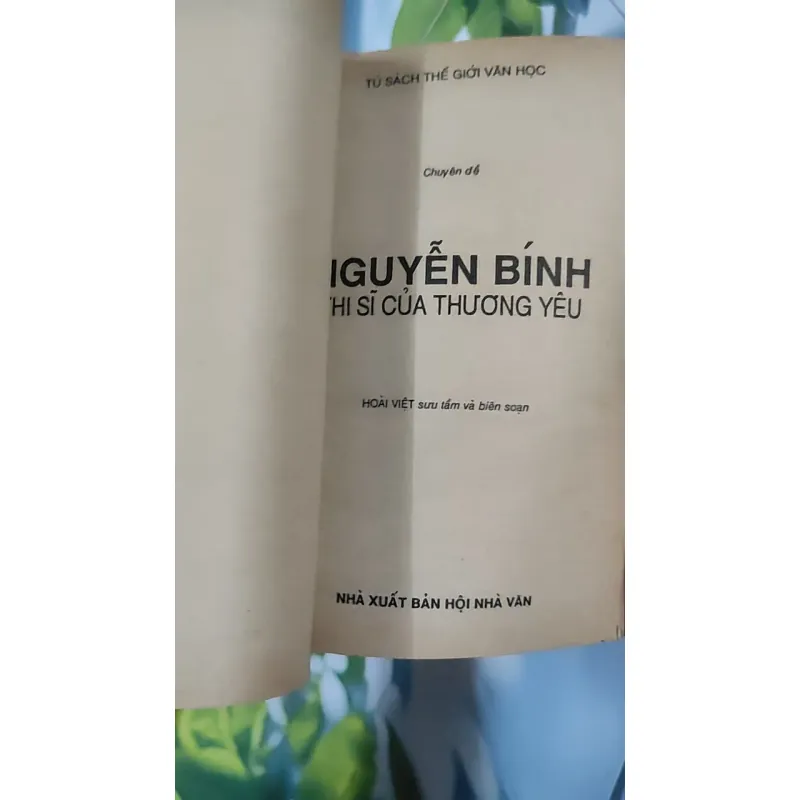 TỦ SÁCH THẾ GIỚI VĂN HỌC
Chuyên đề
NGUYỄN BÍNH
THI SĨ CỦA THƯƠNG YÊU
HOÀI VIỆT sưu tầm và biên soạn
NHÀ XUẤT BẢN HỘI NHÀ VĂN